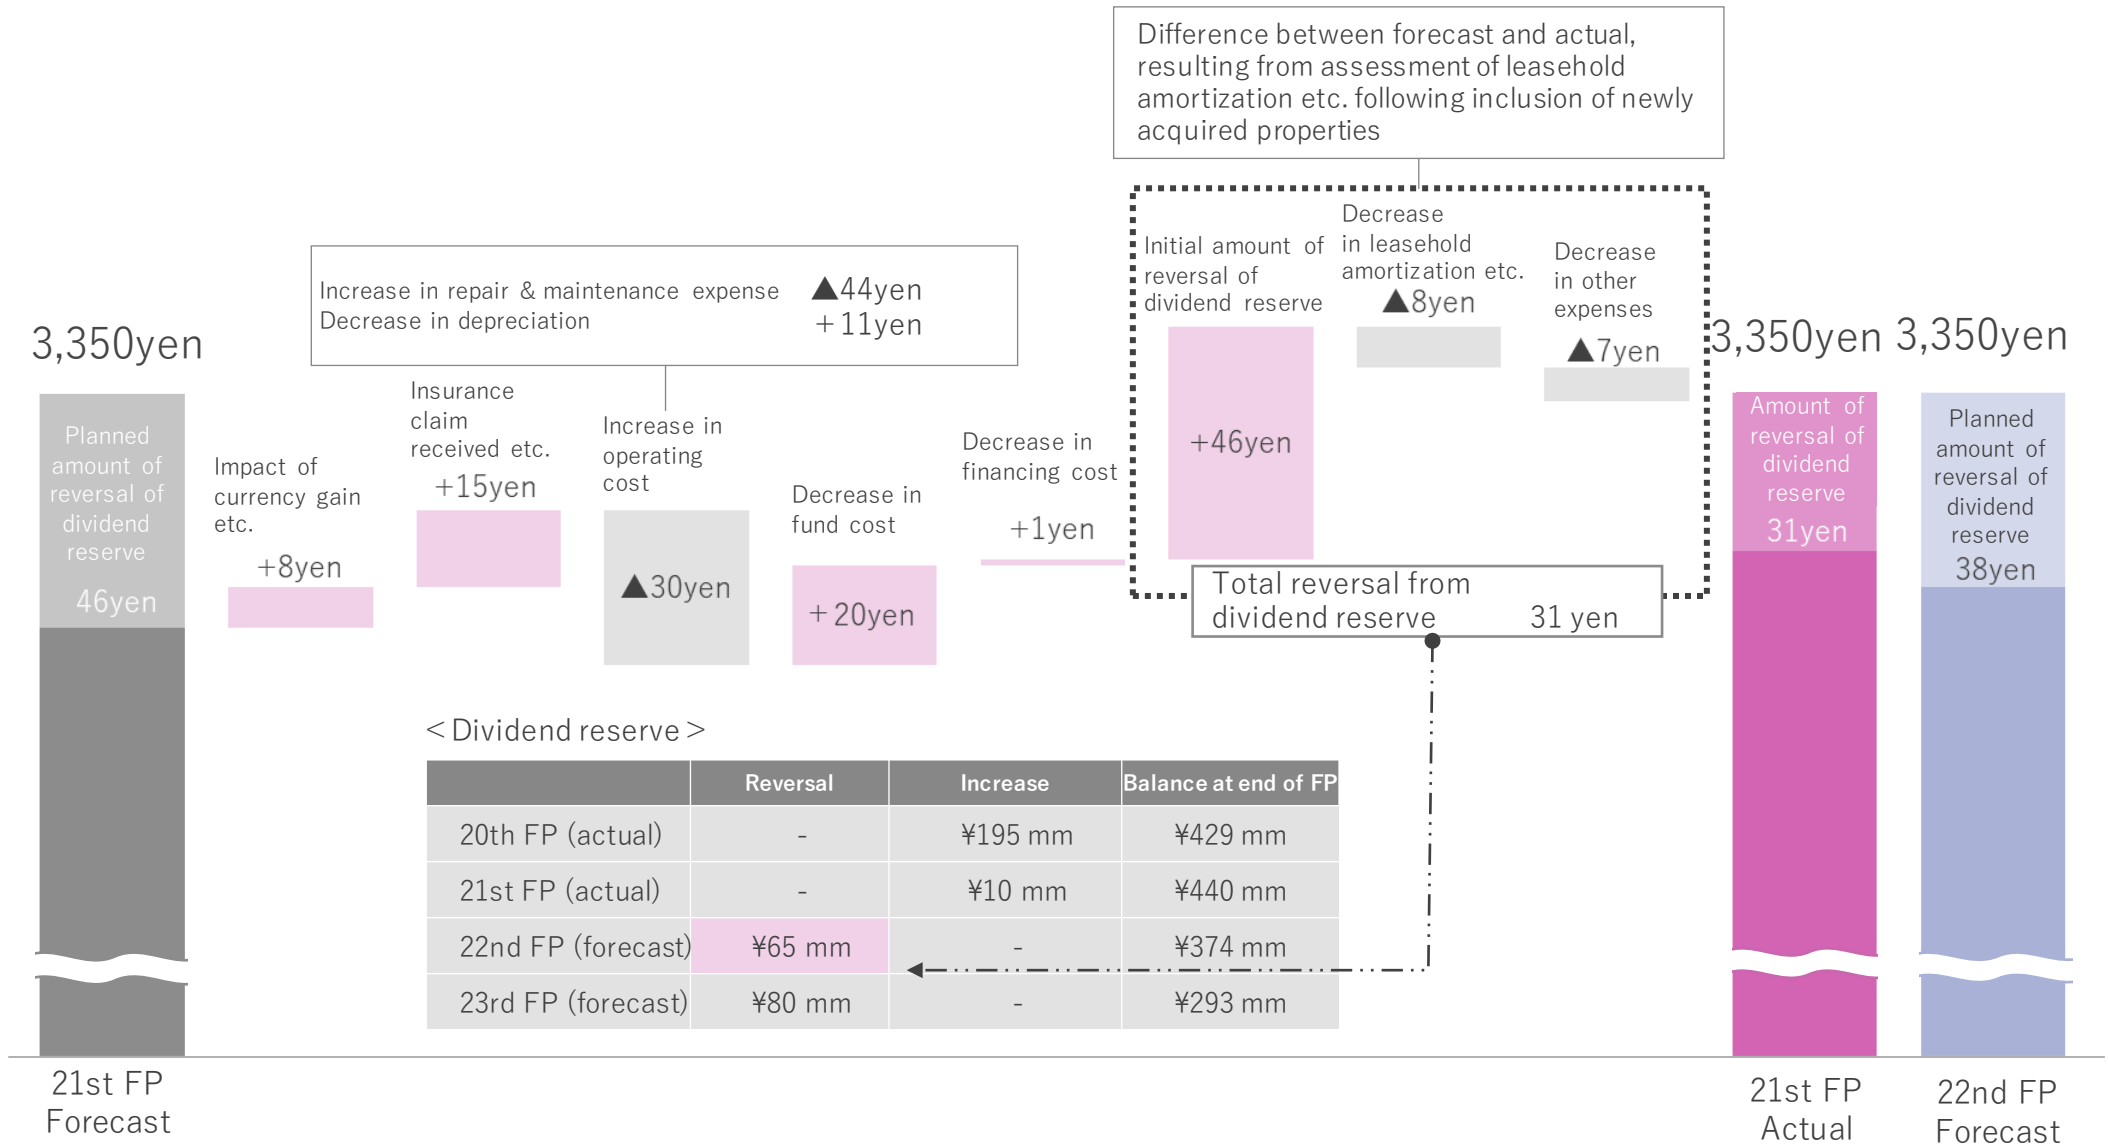 Difference between forecast and actual,
resulting from assessment of leasehold
amortization etc. following inclusion of newly
acquired properties
Increase in repair & maintenance expense ▲44yen
Decrease in depreciation +11yen
3,350yen
Planned
amount of
reversal of
dividend
reserve
46yen
Impact of
currency gain
etc.
+8yen
Insurance
claim
received etc.
+15yen
Increase in
operating
cost
▲30yen
Decrease in
fund cost
+20yen
Decrease in
financing cost
+1yen
Initial amount of
reversal of
dividend reserve
+46yen
Decrease
in leasehold
amortization etc.
▲8yen
Decrease
in other
expenses
▲7yen
Total reversal from
dividend reserve 31 yen
3,350yen
Amount of
reversal of
dividend
reserve
31yen
3,350yen
Planned
amount of
reversal of
dividend
reserve
38yen
<Dividend reserve>
Reversal Increase Balance at end of FP
20th FP (actual) - ¥195 mm ¥429 mm
21st FP (actual) - ¥10 mm ¥440 mm
22nd FP (forecast) ¥65 mm - ¥374 mm
23rd FP (forecast) ¥80 mm - ¥293 mm
21st FP
Forecast
21st FP
Actual
22nd FP
Forecast